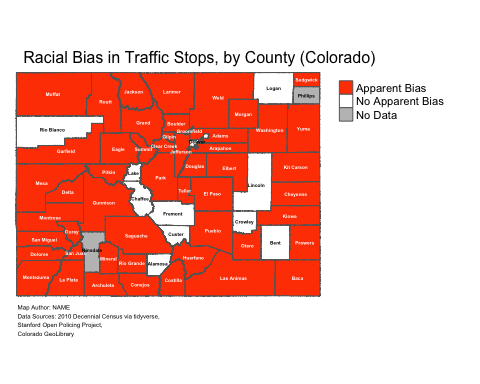 Racial Bias in Traffic Stops, by County (Colorado)
Apparent Bias
No Apparent Bias
No Data
Sedgwick
Logan
Phillips
Moffat
Jackson
Larimer
Weld
Routt
Morgan
Grand
Boulder
Yuma
Washington
Rio Blanco
Broomfield
Gilpin
Adams
Garfield
Eagle
Summit
Clear Creek
Arapahoe
Jefferson
Pitkin
Lake
Park
Douglas
Elbert
Kit Carson
Mesa
Lincoln
Delta
Teller
El Paso
Cheyenne
Gunnison
Chaffee
Fremont
Montrose
Kiowa
Crowley
Ouray
Custer
Pueblo
San Miguel
Saguache
Otero
Bent
Prowers
Dolores
San Juan
Hinsdale
Mineral
Rio Grande
Alamosa
Huerfano
Montezuma
La Plata
Archuleta
Conejos
Costilla
Las Animas
Baca
Map Author: NAME
Data Sources: 2010 Decennial Census via tidyverse,
Stanford Open Policing Project,
Colorado GeoLibrary